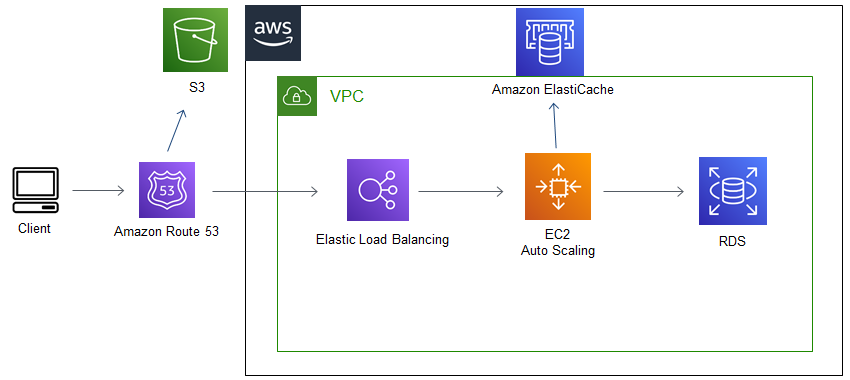 aws
S3
Amazon ElastiCache
VPC
53
Client
Amazon Route 53
Elastic Load Balancing
EC2
Auto Scaling
RDS